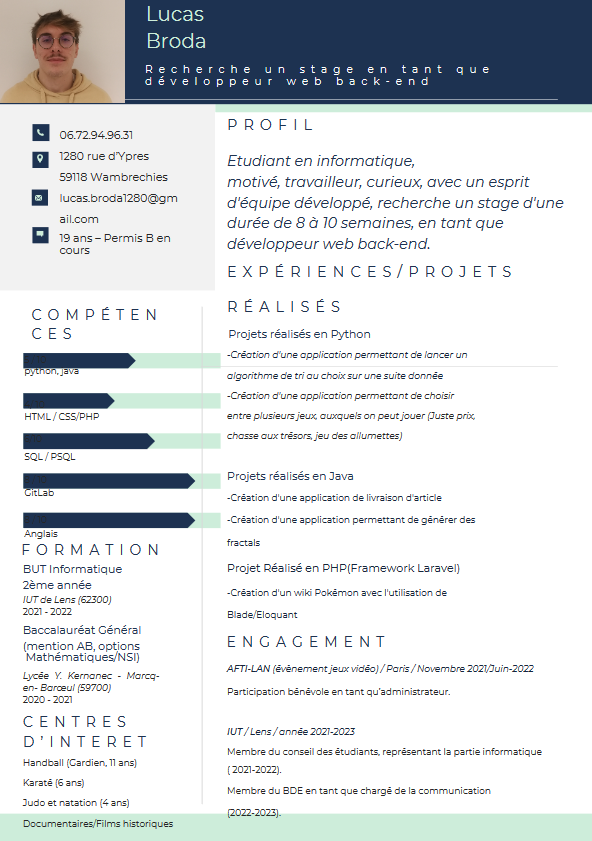 Lucas
Broda
Recherche un stage en tant que
développeur web back-end
06.72.94.96.31
1280 rue d'Ypres
59118 Wambrechies
lucas.broda1280@gm
ail.com
19 ans – Permis B en
cours
COMPÉTEN
CES
python, java
HTML / CSS/PHP
SQL / PSQL
GitLab
Anglais
FORMATION
BUT Informatique
2ème année
IUT de Lens (62300)
2021 - 2022
Baccalauréat Général
(mention AB, options
Mathématiques/NSI)
Lycée Y. Kernanec - Marcq-
en- Barœul (59700)
2020 - 2021
CENTRES
D'INTERET
Handball (Gardien, 11 ans)
Karaté (6 ans)
Judo et natation (4 ans)
Documentaires/Films historiques
PROFIL
Etudiant en informatique,
motivé, travailleur, curieux, avec un esprit
d'équipe développé, recherche un stage d'une
durée de 8 à 10 semaines, en tant que
développeur web back-end.
EXPÉRIENCES/PROJETS
RÉALISÉS
Projets réalisés en Python
-Création d'une application permettant de lancer un
algorithme de tri au choix sur une suite donnée
-Création d'une application permettant de choisir
entre plusieurs jeux, auxquels on peut jouer (Juste prix,
chasse aux trésors, jeu des allumettes)
Projets réalisés en Java
-Création d'une application de livraison d'article
-Création d'une application permettant de générer des
fractals
Projet Réalisé en PHP(Framework Laravel)
-Création d'un wiki Pokémon avec l'utilisation de
Blade/Eloquant
ENGAGEMENT
AFTI-LAN (évènement jeux vidéo) / Paris / Novembre 2021/Juin-2022
Participation bénévole en tant qu'administrateur.
IUT / Lens / année 2021-2023
Membre du conseil des étudiants, représentant la partie informatique
( 2021-2022).
Membre du BDE en tant que chargé de la communication
(2022-2023).